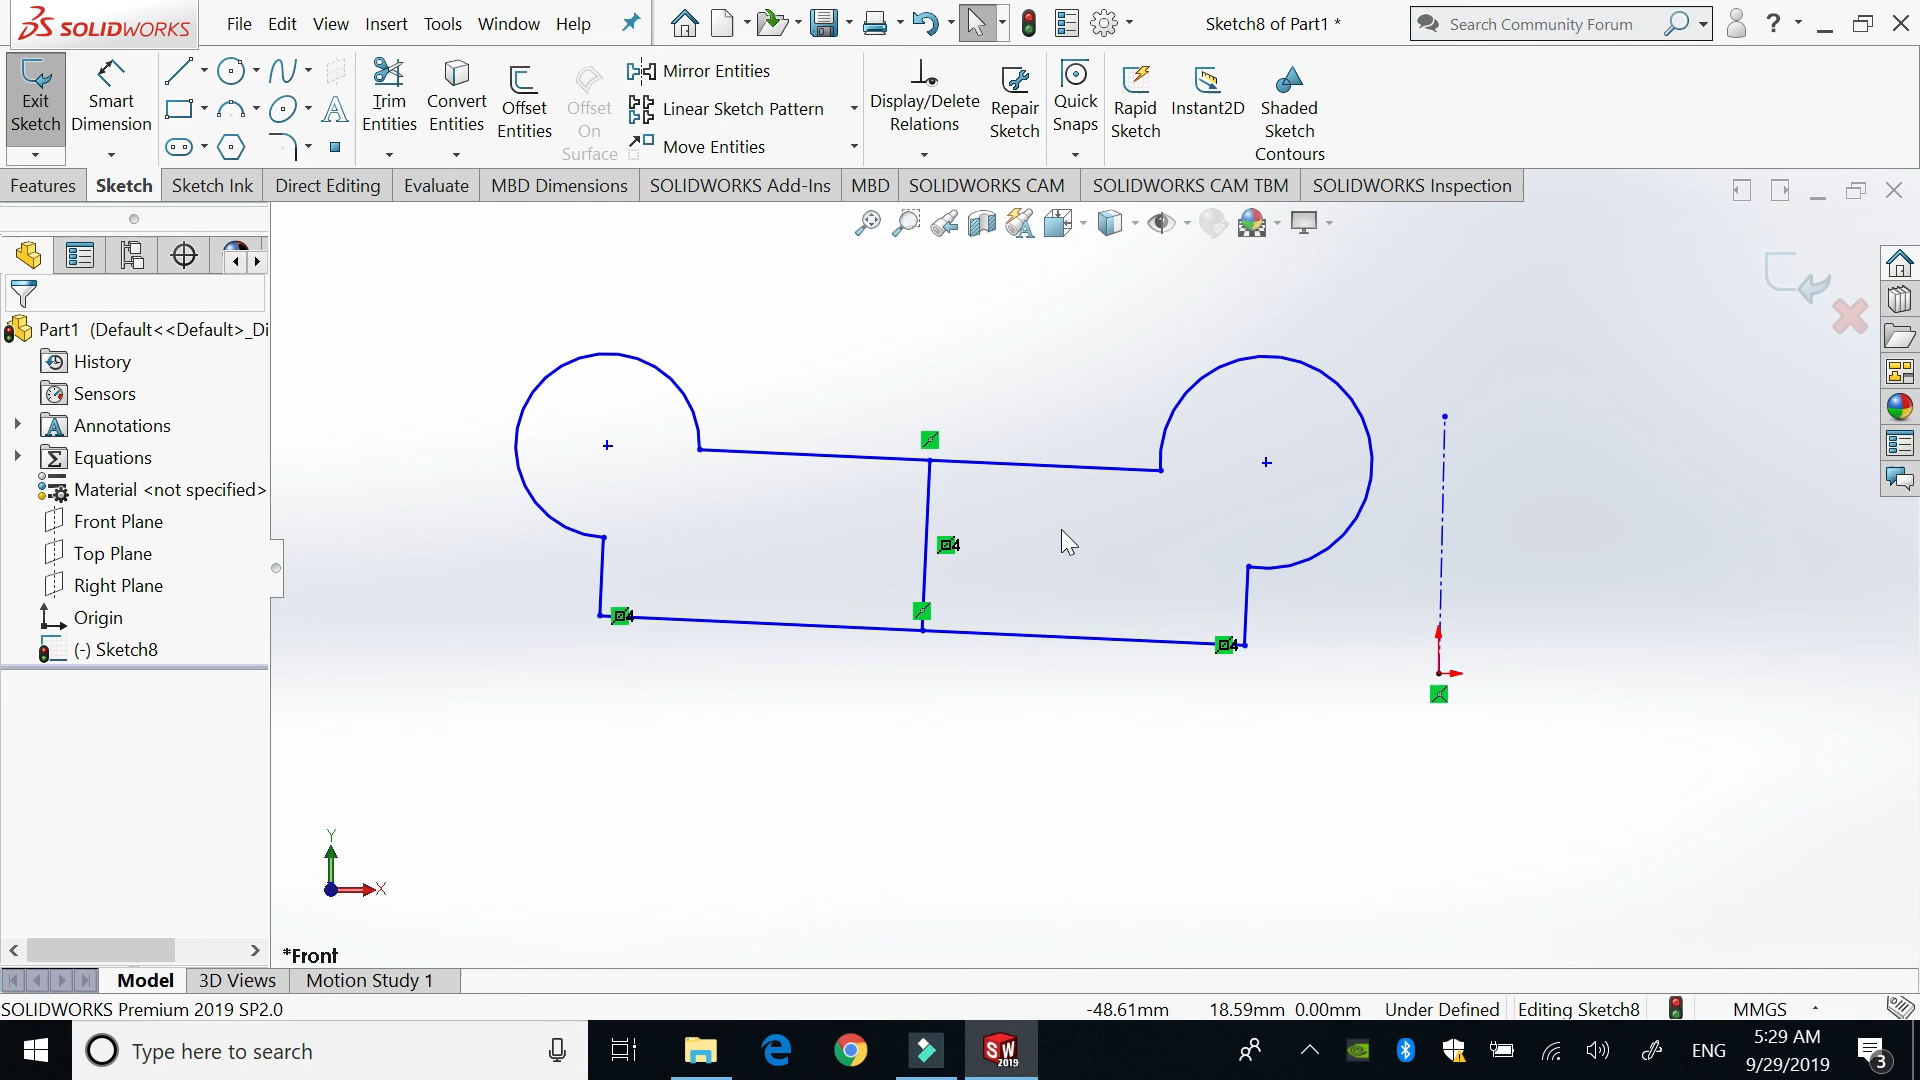 SOLIDWORKS File Edit View Insert Tools Window Help Sketch8 of Part1 * Search Community Forum ?
Exit Sketch
Smart Dimension
Trim Entities
Convert Entities
Offset Entities
Offset On Surface
Mirror Entities
Linear Sketch Pattern
Move Entities
Display/Delete Relations
Repair Sketch
Quick Snaps
Rapid Sketch
Instant2D
Shaded Sketch Contours
Features Sketch Sketch Ink Direct Editing Evaluate MBD Dimensions SOLIDWORKS Add-Ins MBD SOLIDWORKS CAM SOLIDWORKS CAM TBM SOLIDWORKS Inspection
Part1 (Default<<Default>_Di
History
Sensors
Annotations
Equations
Material <not specified>
Front Plane
Top Plane
Right Plane
Origin
(-) Sketch8
4
4
4
Y
X
*Front
Model 3D Views Motion Study 1
SOLIDWORKS Premium 2019 SP2.0 -48.61mm 18.59mm 0.00mm Under Defined Editing Sketch8 MMGS
Type here to search
SW
2019
ENG
5:29 AM
9/29/2019
3